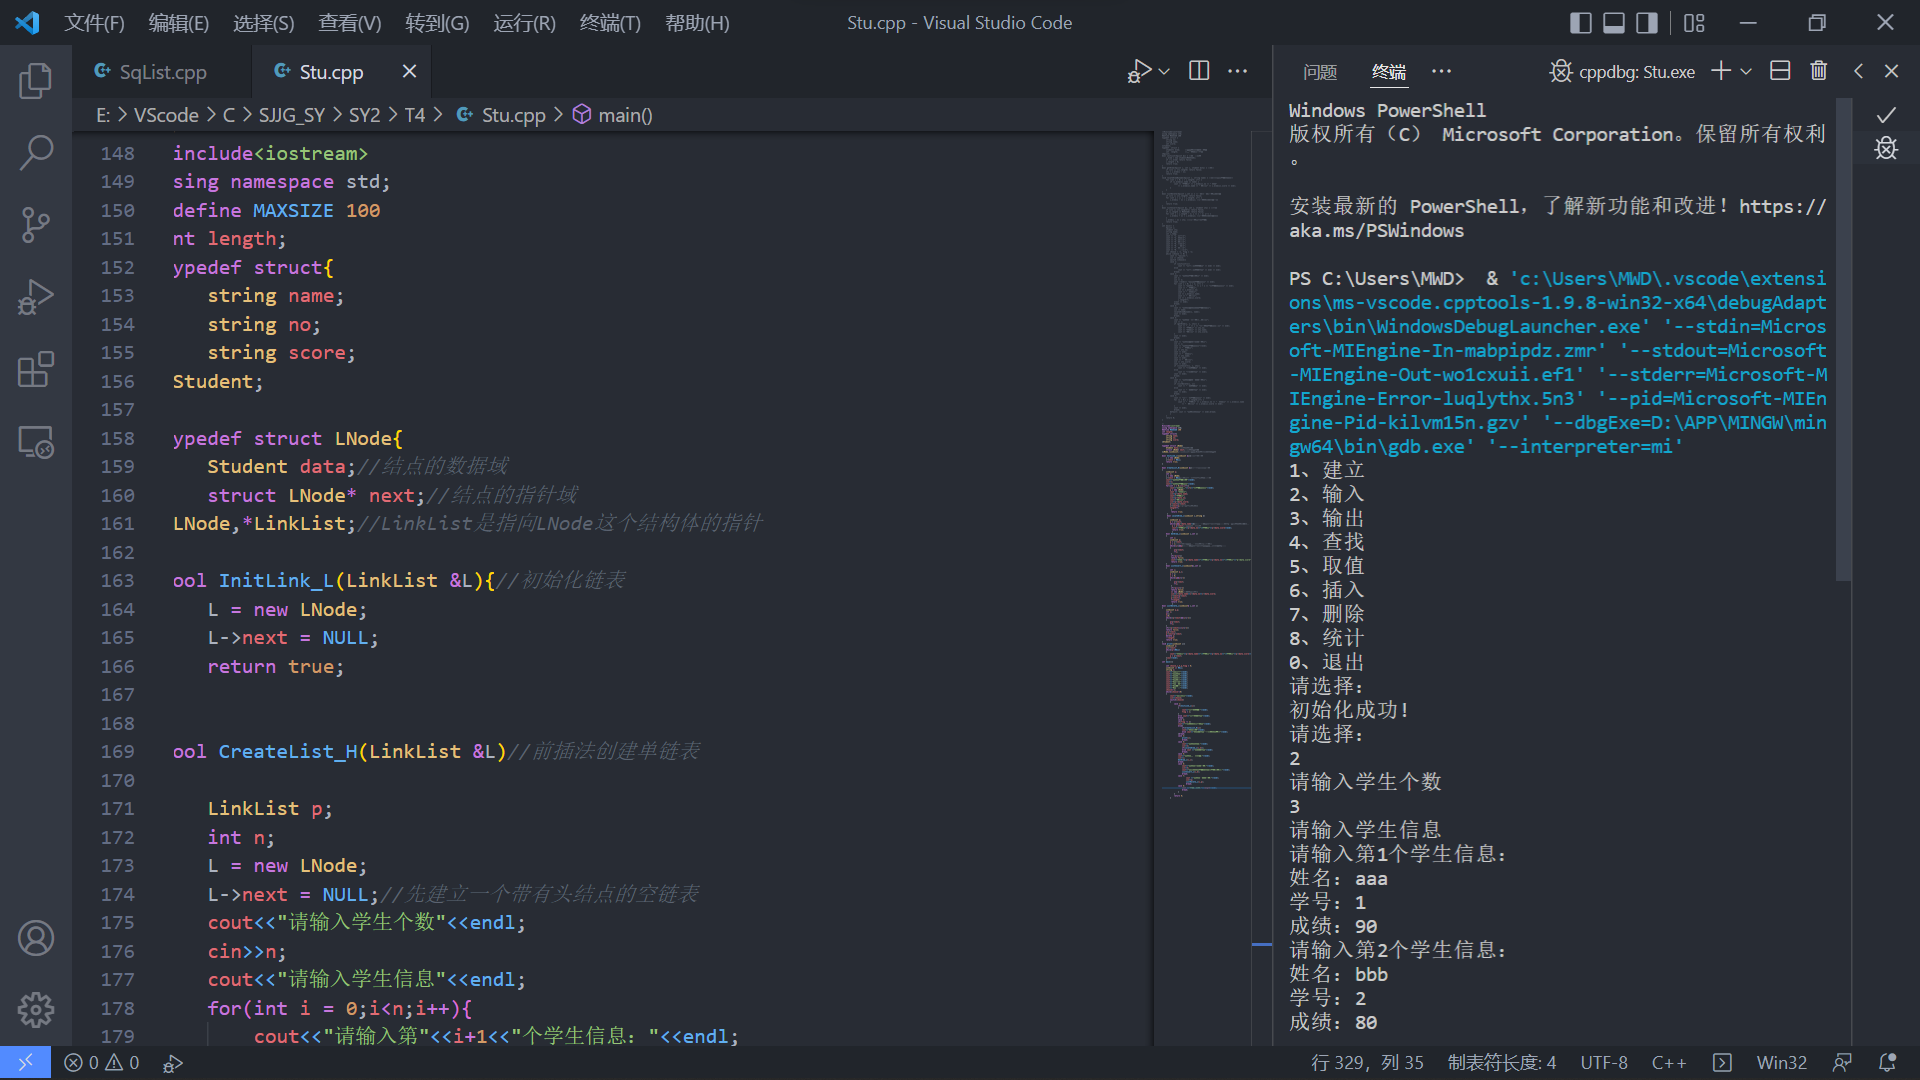 文件(F) 编辑(E) 选择(S) 查看(V) 转到(G) 运行(R) 终端(T) 帮助(H) Stu.cpp - Visual Studio Code
SqList.cpp Stu.cpp
E: > VScode > C > SJJG_SY > SY2 > T4 > Stu.cpp > main()
148 include<iostream>
149 sing namespace std;
150 define MAXSIZE 100
151 nt length;
152 ypedef struct{
153 string name;
154 string no;
155 string score;
156 Student;
157
158 ypedef struct LNode{
159 Student data;//结点的数据域
160 struct LNode* next;//结点的指针域
161 LNode,*LinkList;//LinkList是指向LNode这个结构体的指针
162
163 ool InitLink_L(LinkList &L){//初始化链表
164 L = new LNode;
165 L->next = NULL;
166 return true;
167
168
169 ool CreateList_H(LinkList &L)//前插法创建单链表
170
171 LinkList p;
172 int n;
173 L = new LNode;
174 L->next = NULL;//先建立一个带有头结点的空链表
175 cout<<"请输入学生个数"<<endl;
176 cin>>n;
177 cout<<"请输入学生信息"<<endl;
178 for(int i = 0;i<n;i++){
179 cout<<"请输入第"<<i+1<<"个学生信息: "<<endl;
问题 终端 cppdbg: Stu.exe
Windows PowerShell
版权所有（C） Microsoft Corporation。保留所有权利
。
安装最新的 PowerShell，了解新功能和改进！https://
aka.ms/PSWindows
PS C:\Users\MWD>  & 'c:\Users\MWD\.vscode\extensi
ons\ms-vscode.cpptools-1.9.8-win32-x64\debugAdapt
ers\bin\WindowsDebugLauncher.exe' '--stdin=Micros
oft-MIEngine-In-mabpipdz.zmr' '--stdout=Microsoft
-MIEngine-Out-wo1cxuii.ef1' '--stderr=Microsoft-M
IEngine-Error-luqlythx.5n3' '--pid=Microsoft-MIEn
gine-Pid-kilvm15n.gzv' '--dbgExe=D:\APP\MINGW\min
gw64\bin\gdb.exe' '--interpreter=mi'
1、建立
2、输入
3、输出
4、查找
5、取值
6、插入
7、删除
8、统计
0、退出
请选择：
初始化成功！
请选择：
2
请输入学生个数
3
请输入学生信息
请输入第1个学生信息：
姓名：aaa
学号：1
成绩：90
请输入第2个学生信息：
姓名：bbb
学号：2
成绩：80
0 0 行 329，列 35 制表符长度: 4 UTF-8 C++ Win32